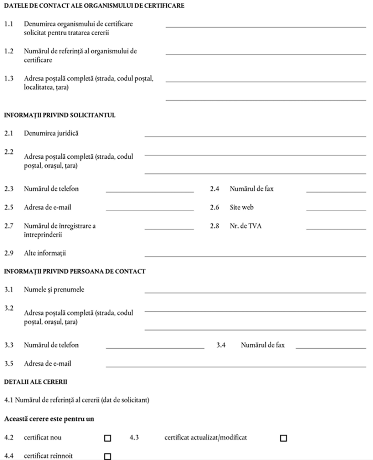 DATELE DE CONTACT ALE ORGANISMULUI DE CERTIFICARE
1.1 Denumirea organismului de certificare
solicitat pentru tratarea cererii
1.2 Numărul de referință al organismului de
certificare
1.3 Adresa poștală completă (strada, codul poștal,
localitatea, țara)
INFORMAȚII PRIVIND SOLICITANTUL
2.1 Denumirea juridică
2.2 Adresa poștală completă (strada, codul
poștal, orașul, țara)
2.3 Numărul de telefon 2.4 Numărul de fax
2.5 Adresa de e-mail 2.6 Site web
2.7 Numărul de înregistrare a
întreprinderii 2.8 Nr. de TVA
2.9 Alte informații
INFORMAȚII PRIVIND PERSOANA DE CONTACT
3.1 Numele și prenumele
3.2 Adresa poștală completă (strada, codul
poștal, orașul, țara)
3.3 Numărul de telefon 3.4 Numărul de fax
3.5 Adresa de e-mail
DETALII ALE CERERII
4.1 Numărul de referință al cererii (dat de solicitant)
Această cerere este pentru un
4.2 certificat nou 4.3 certificat actualizat/modificat
4.4 certificat reînnoit